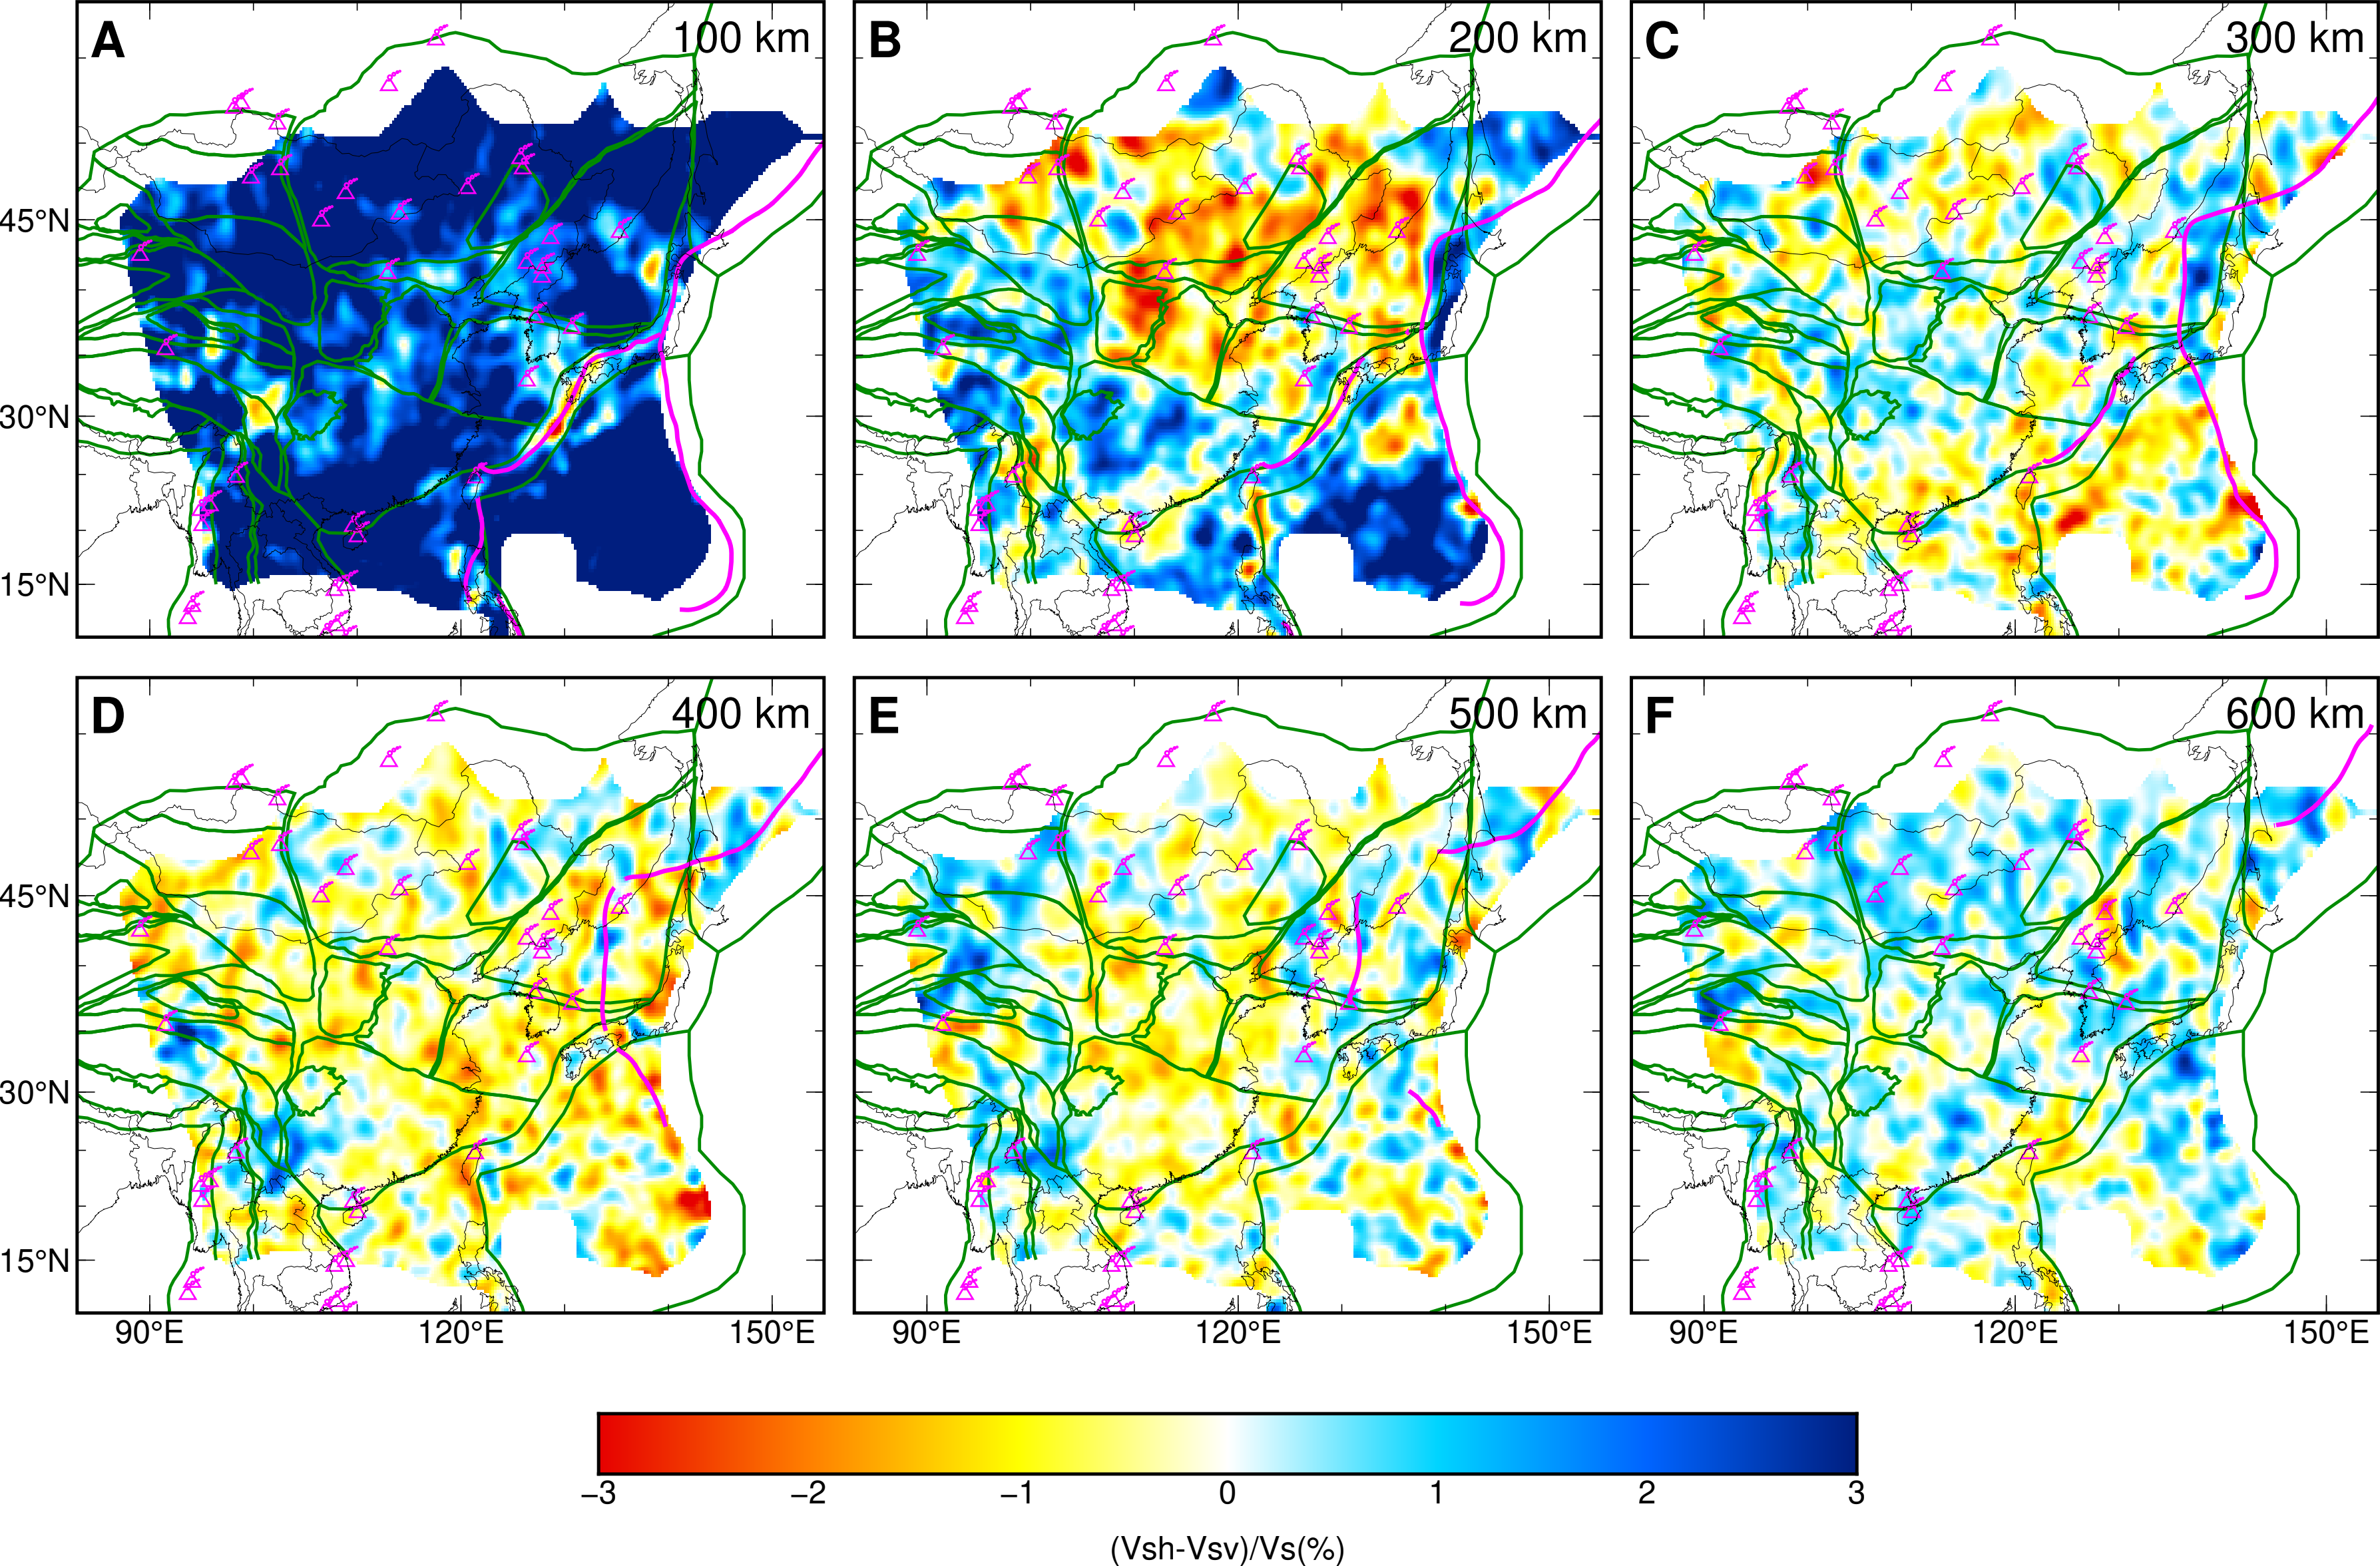 A 100 km
B 200 km
C 300 km
45°N
30°N
15°N
D 400 km
E 500 km
F 600 km
45°N
30°N
15°N
90°E 120°E 150°E
90°E 120°E 150°E
90°E 120°E 150°E
−3 −2 −1 0 1 2 3
(Vsh-Vsv)/Vs(%)